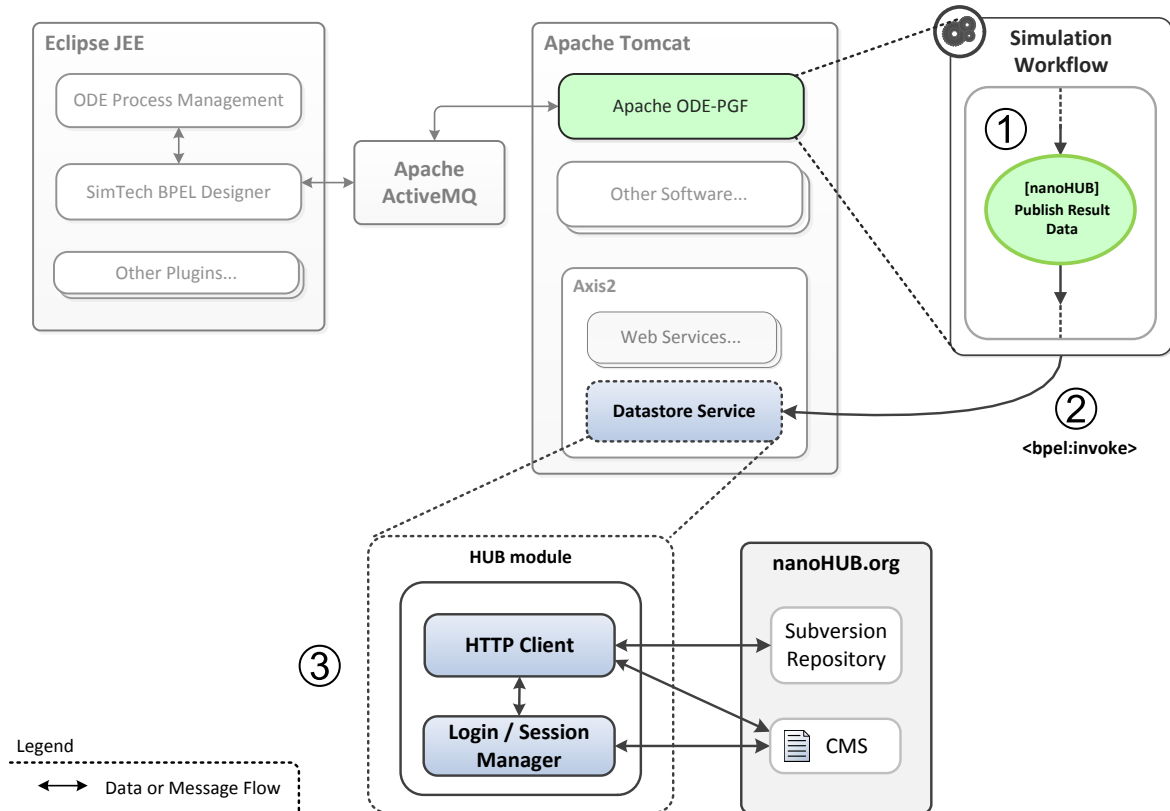 Eclipse JEE
ODE Process Management
SimTech BPEL Designer
Other Plugins...
Apache
ActiveMQ
Apache Tomcat
Apache ODE-PGF
Other Software...
Axis2
Web Services...
Datastore Service
Simulation
Workflow
1
[nanoHUB]
Publish Result
Data
2
<bpel:invoke>
3
HUB module
HTTP Client
Login / Session
Manager
nanoHUB.org
Subversion
Repository
CMS
Legend
Data or Message Flow